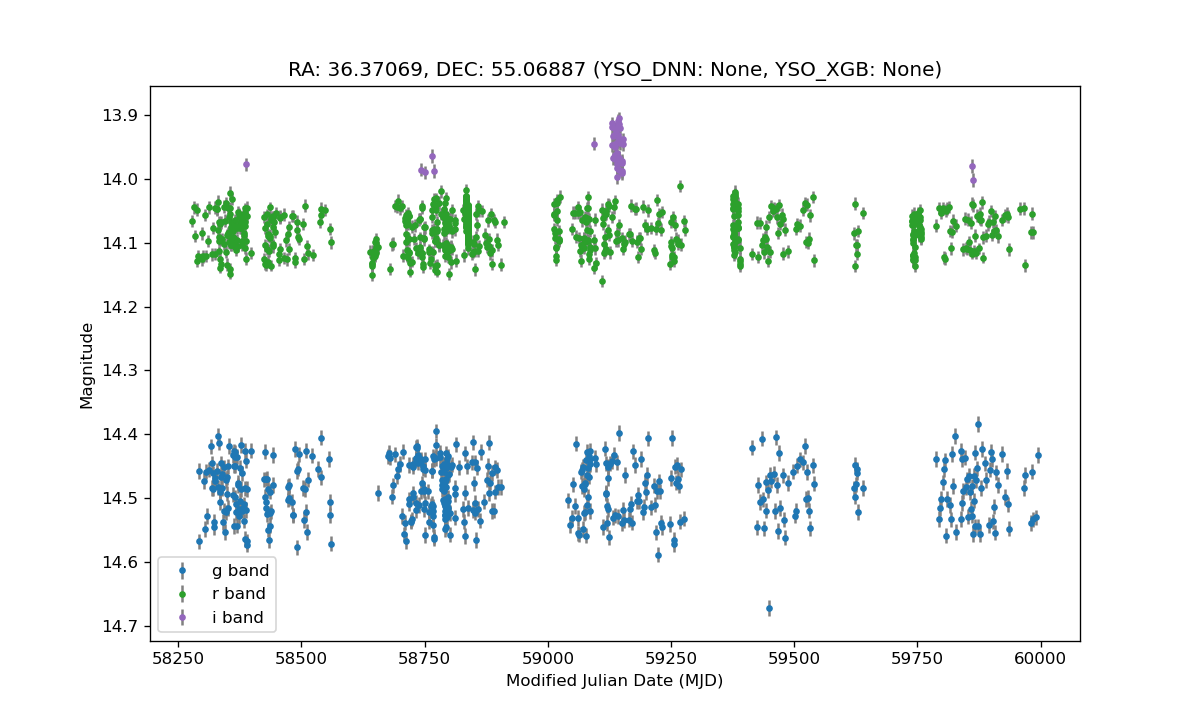 RA: 36.37069, DEC: 55.06887 (YSO_DNN: None, YSO_XGB: None)
13.9
14.0
14.1
14.2
14.3
14.4
14.5
14.6
14.7
Magnitude
g band
r band
i band
58250 58500 58750 59000 59250 59500 59750 60000
Modified Julian Date (MJD)